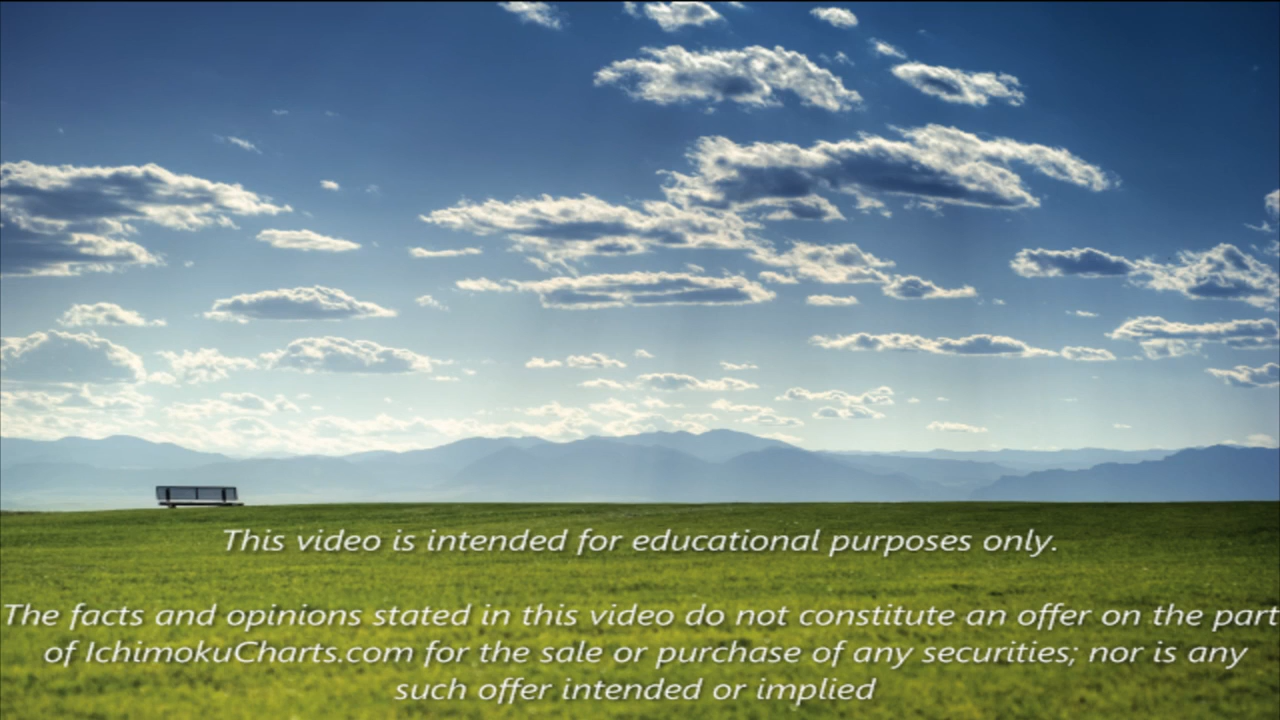 This video is intended for educational purposes only.
The facts and opinions stated in this video do not constitute an offer on the part
of IchimokuCharts.com for the sale or purchase of any securities; nor is any
such offer intended or implied